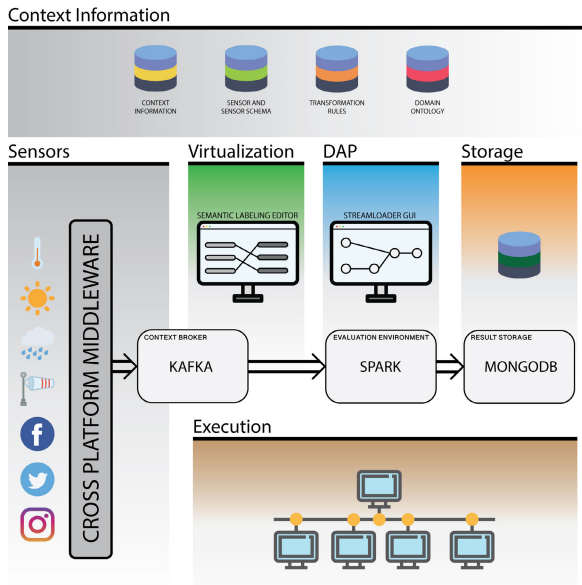 Context Information
CONTEXT
INFORMATION
SENSOR AND
SENSOR SCHEMA
TRANSFORMATION
RULES
DOMAIN
ONTOLOGY
Sensors
Virtualization
DAP
Storage
SEMANTIC LABELING EDITOR
STREAMLOADER GUI
CROSS PLATFORM MIDDLEWARE
CONTEXT BROKER
KAFKA
EVALUATION ENVIRONMENT
SPARK
RESULT STORAGE
MONGODB
Execution